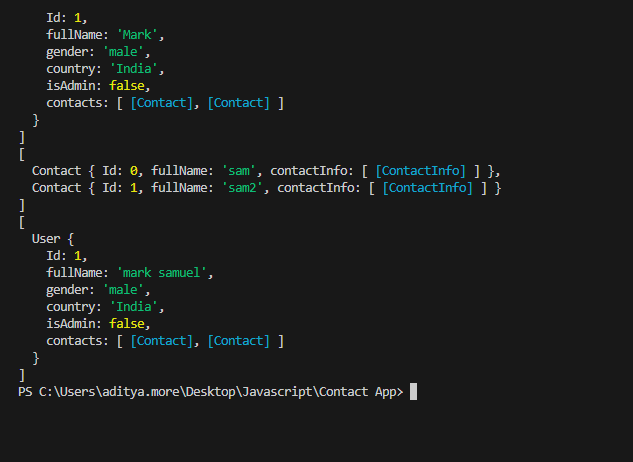 Id: 1,
    fullName: 'Mark',
    gender: 'male',
    country: 'India',
    isAdmin: false,
    contacts: [ [Contact], [Contact] ]
  }
]
[
  Contact { Id: 0, fullName: 'sam', contactInfo: [ [ContactInfo] ] },
  Contact { Id: 1, fullName: 'sam2', contactInfo: [ [ContactInfo] ] }
]
[
  User {
    Id: 1,
    fullName: 'mark samuel',
    gender: 'male',
    country: 'India',
    isAdmin: false,
    contacts: [ [Contact], [Contact] ]
  }
]
PS C:\Users\aditya.more\Desktop\Javascript\Contact App>